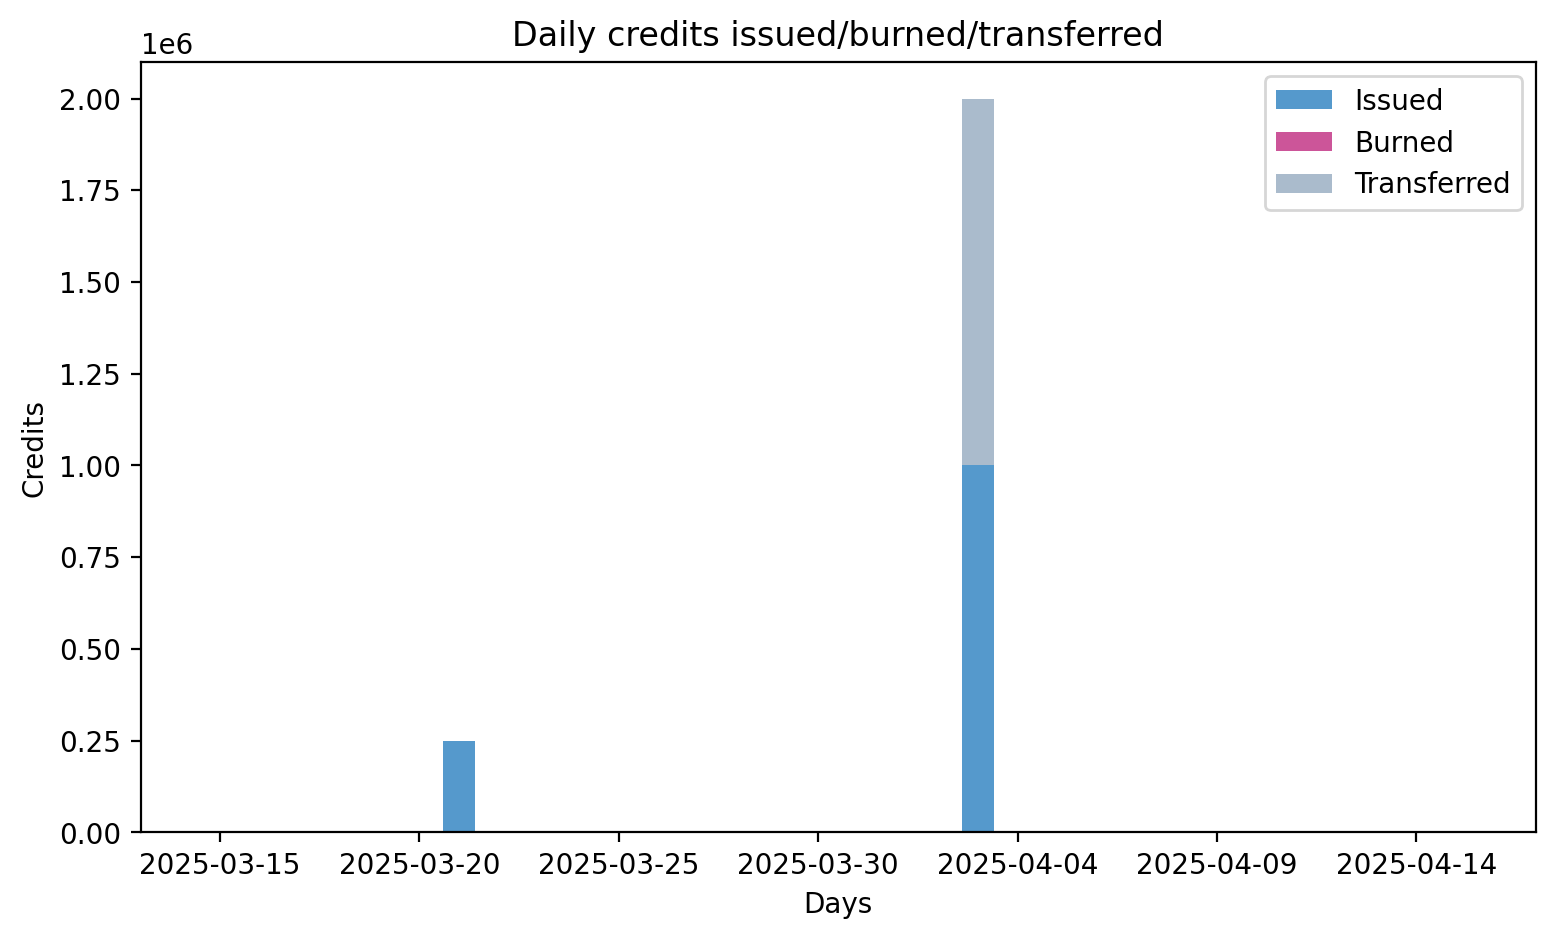 Daily credits issued/burned/transferred
1e6
2.00
1.75
1.50
1.25
1.00
0.75
0.50
0.25
0.00
Credits
Issued
Burned
Transferred
2025-03-15 2025-03-20 2025-03-25 2025-03-30 2025-04-04 2025-04-09 2025-04-14
Days